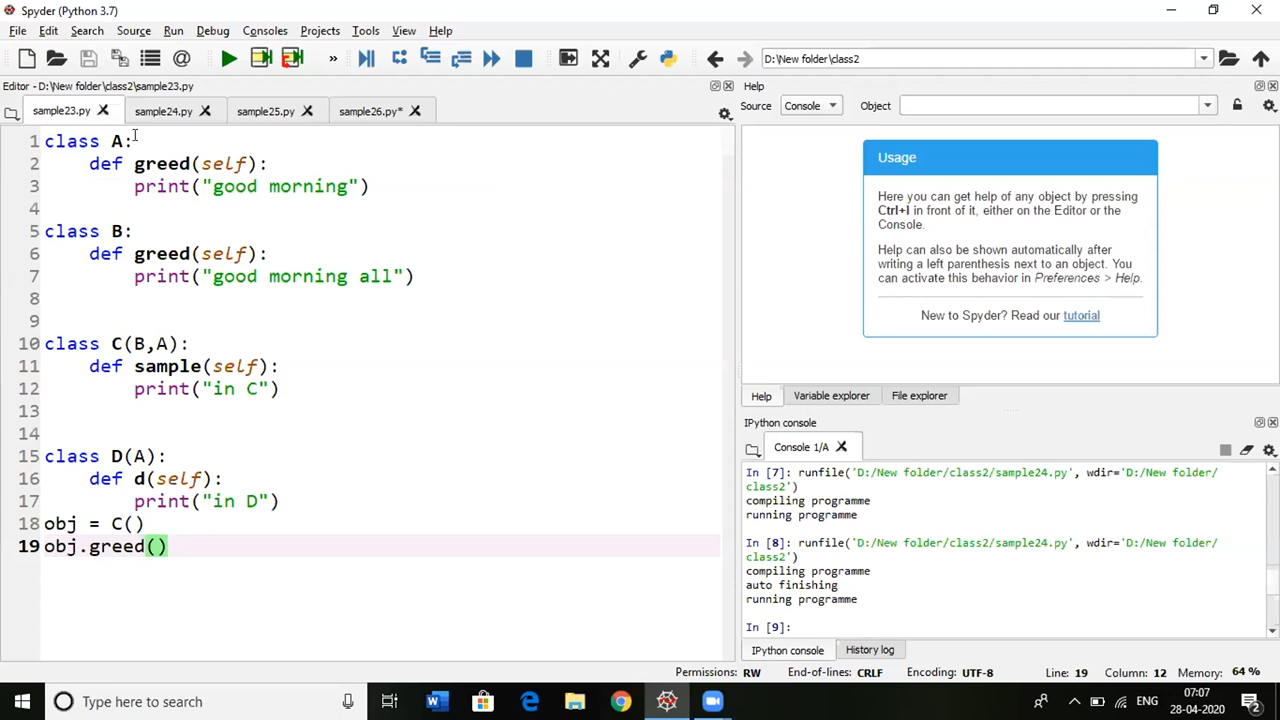 Spyder (Python 3.7)
File Edit Search Source Run Debug Consoles Projects Tools View Help
D:\New folder\class2
Editor - D:\New folder\class2\sample23.py
sample23.py sample24.py sample25.py sample26.py*
1 class A:
2 def greed(self):
3 print("good morning")
4
5 class B:
6 def greed(self):
7 print("good morning all")
8
9
10 class C(B,A):
11 def sample(self):
12 print("in C")
13
14
15 class D(A):
16 def d(self):
17 print("in D")
18 obj = C()
19 obj.greed()
Help
Source Console Object
Usage
Here you can get help of any object by pressing
Ctrl+I in front of it, either on the Editor or the
Console.
Help can also be shown automatically after
writing a left parenthesis next to an object. You
can activate this behavior in Preferences > Help.
New to Spyder? Read our tutorial
Help Variable explorer File explorer
IPython console
Console 1/A
In [7]: runfile('D:/New folder/class2/sample24.py', wdir='D:/New folder/
class2')
compiling programme
running programme
In [8]: runfile('D:/New folder/class2/sample24.py', wdir='D:/New folder/
class2')
compiling programme
auto finishing
running programme
In [9]:
IPython console History log
Permissions: RW End-of-lines: CRLF Encoding: UTF-8 Line: 19 Column: 12 Memory: 64 %
Type here to search
ENG
07:07
28-04-2020
2